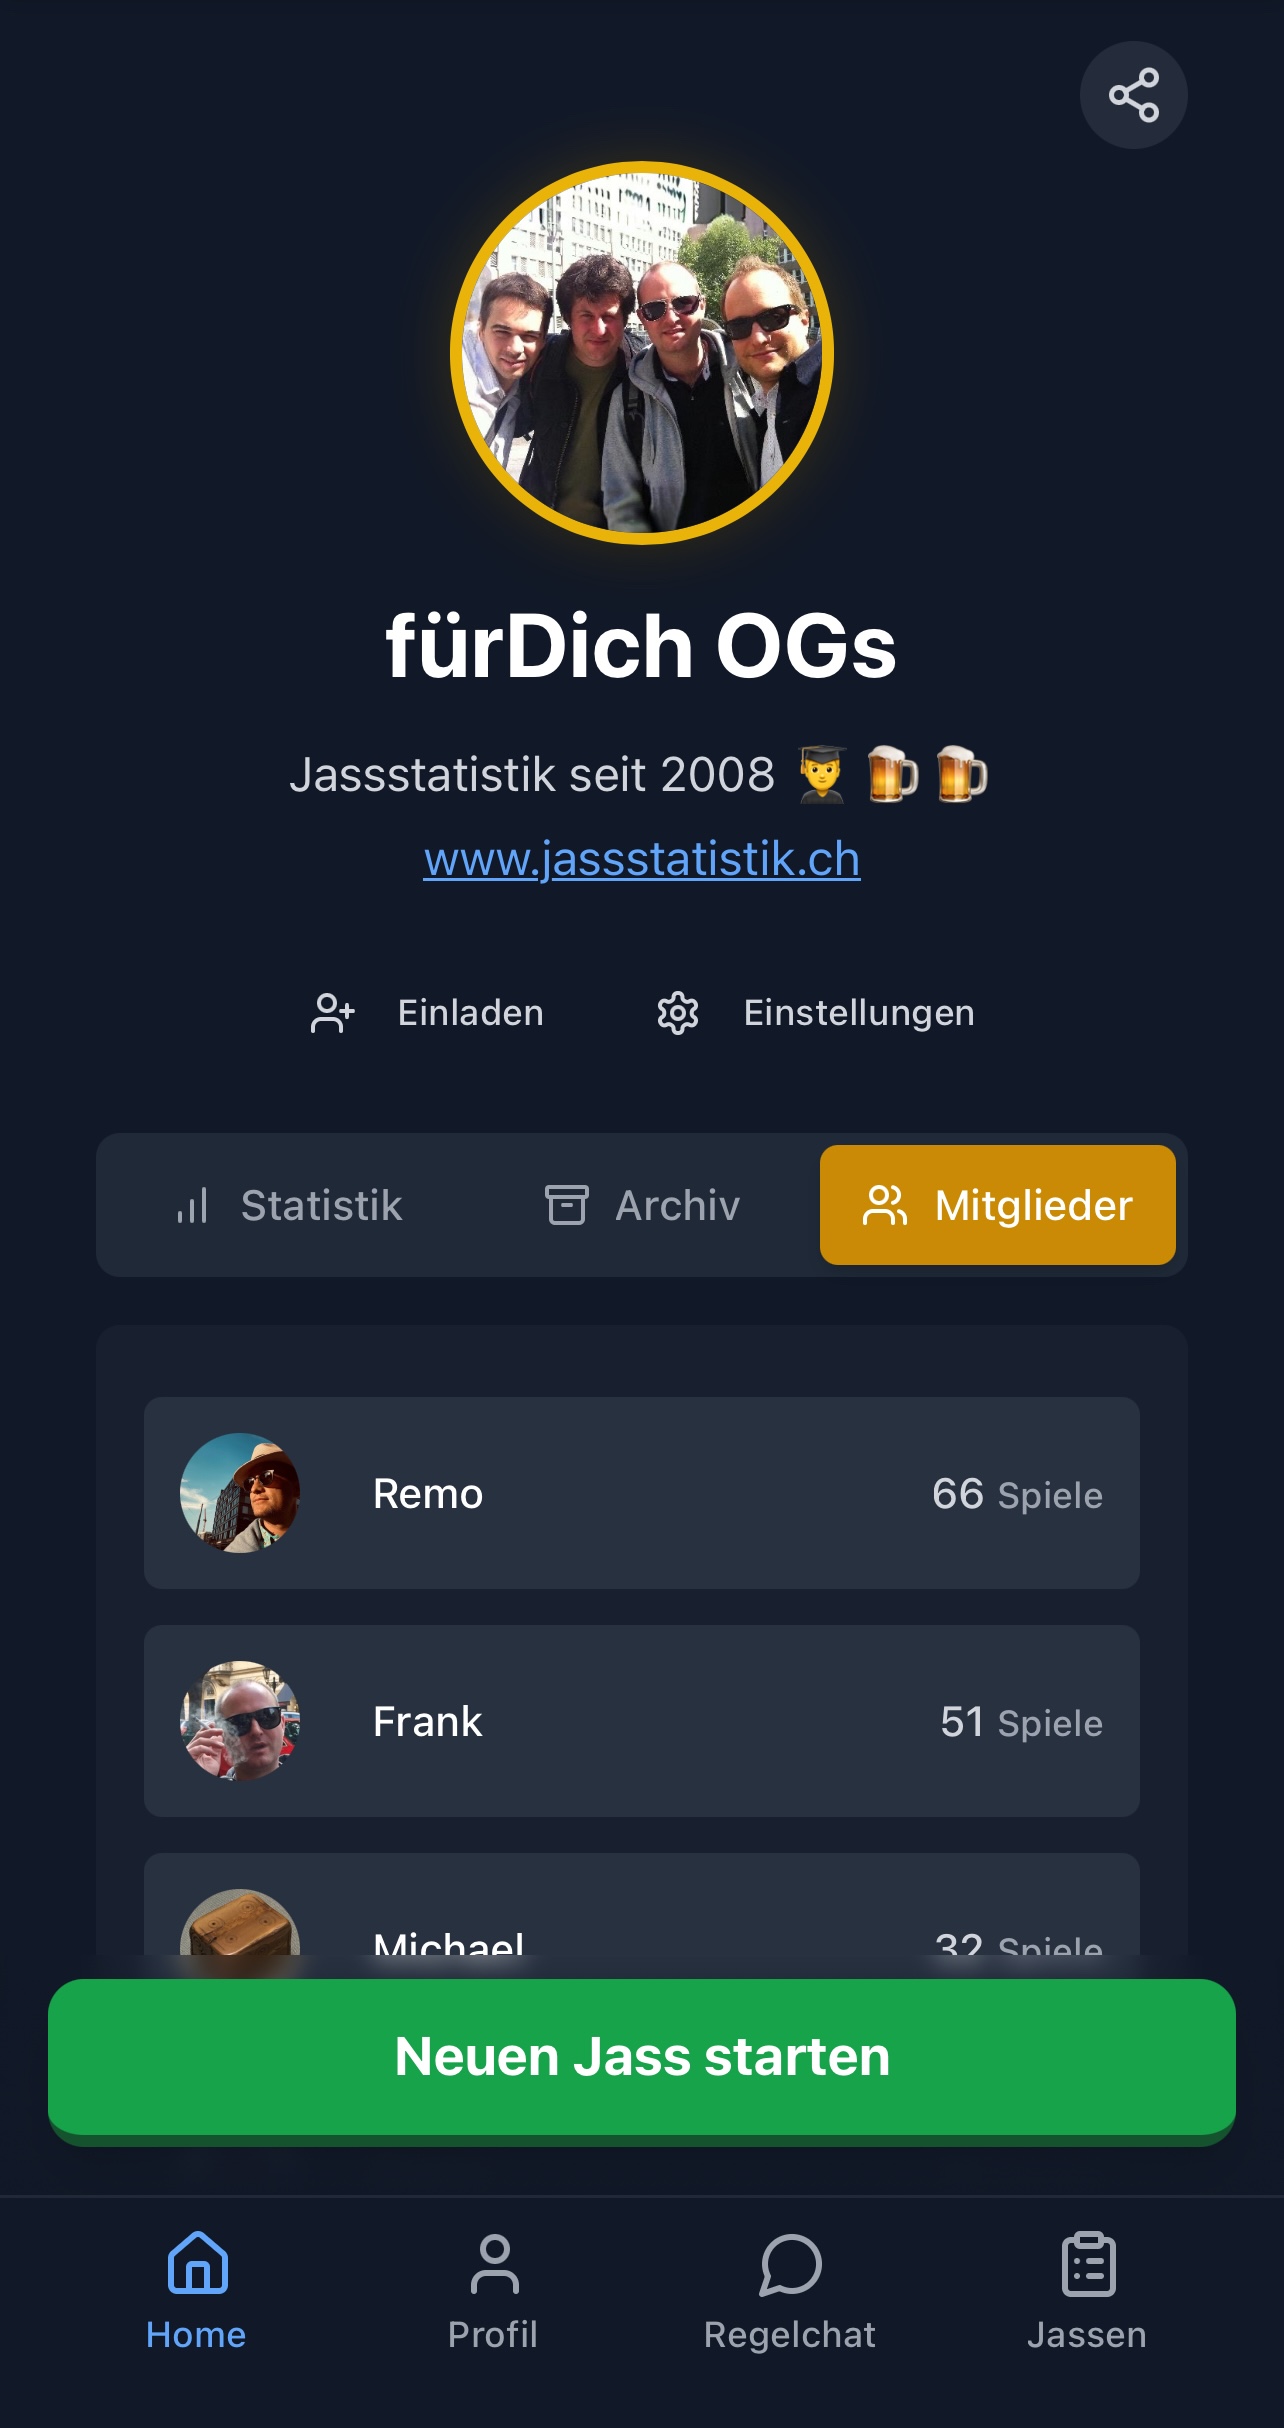 fürDich OGs
Jassstatistik seit 2008 👨‍🎓🍺🍺
www.jassstatistik.ch
Einladen Einstellungen
Statistik Archiv Mitglieder
Remo 66 Spiele
Frank 51 Spiele
Michael 32 Spiele
Neuen Jass starten
Home Profil Regelchat Jassen